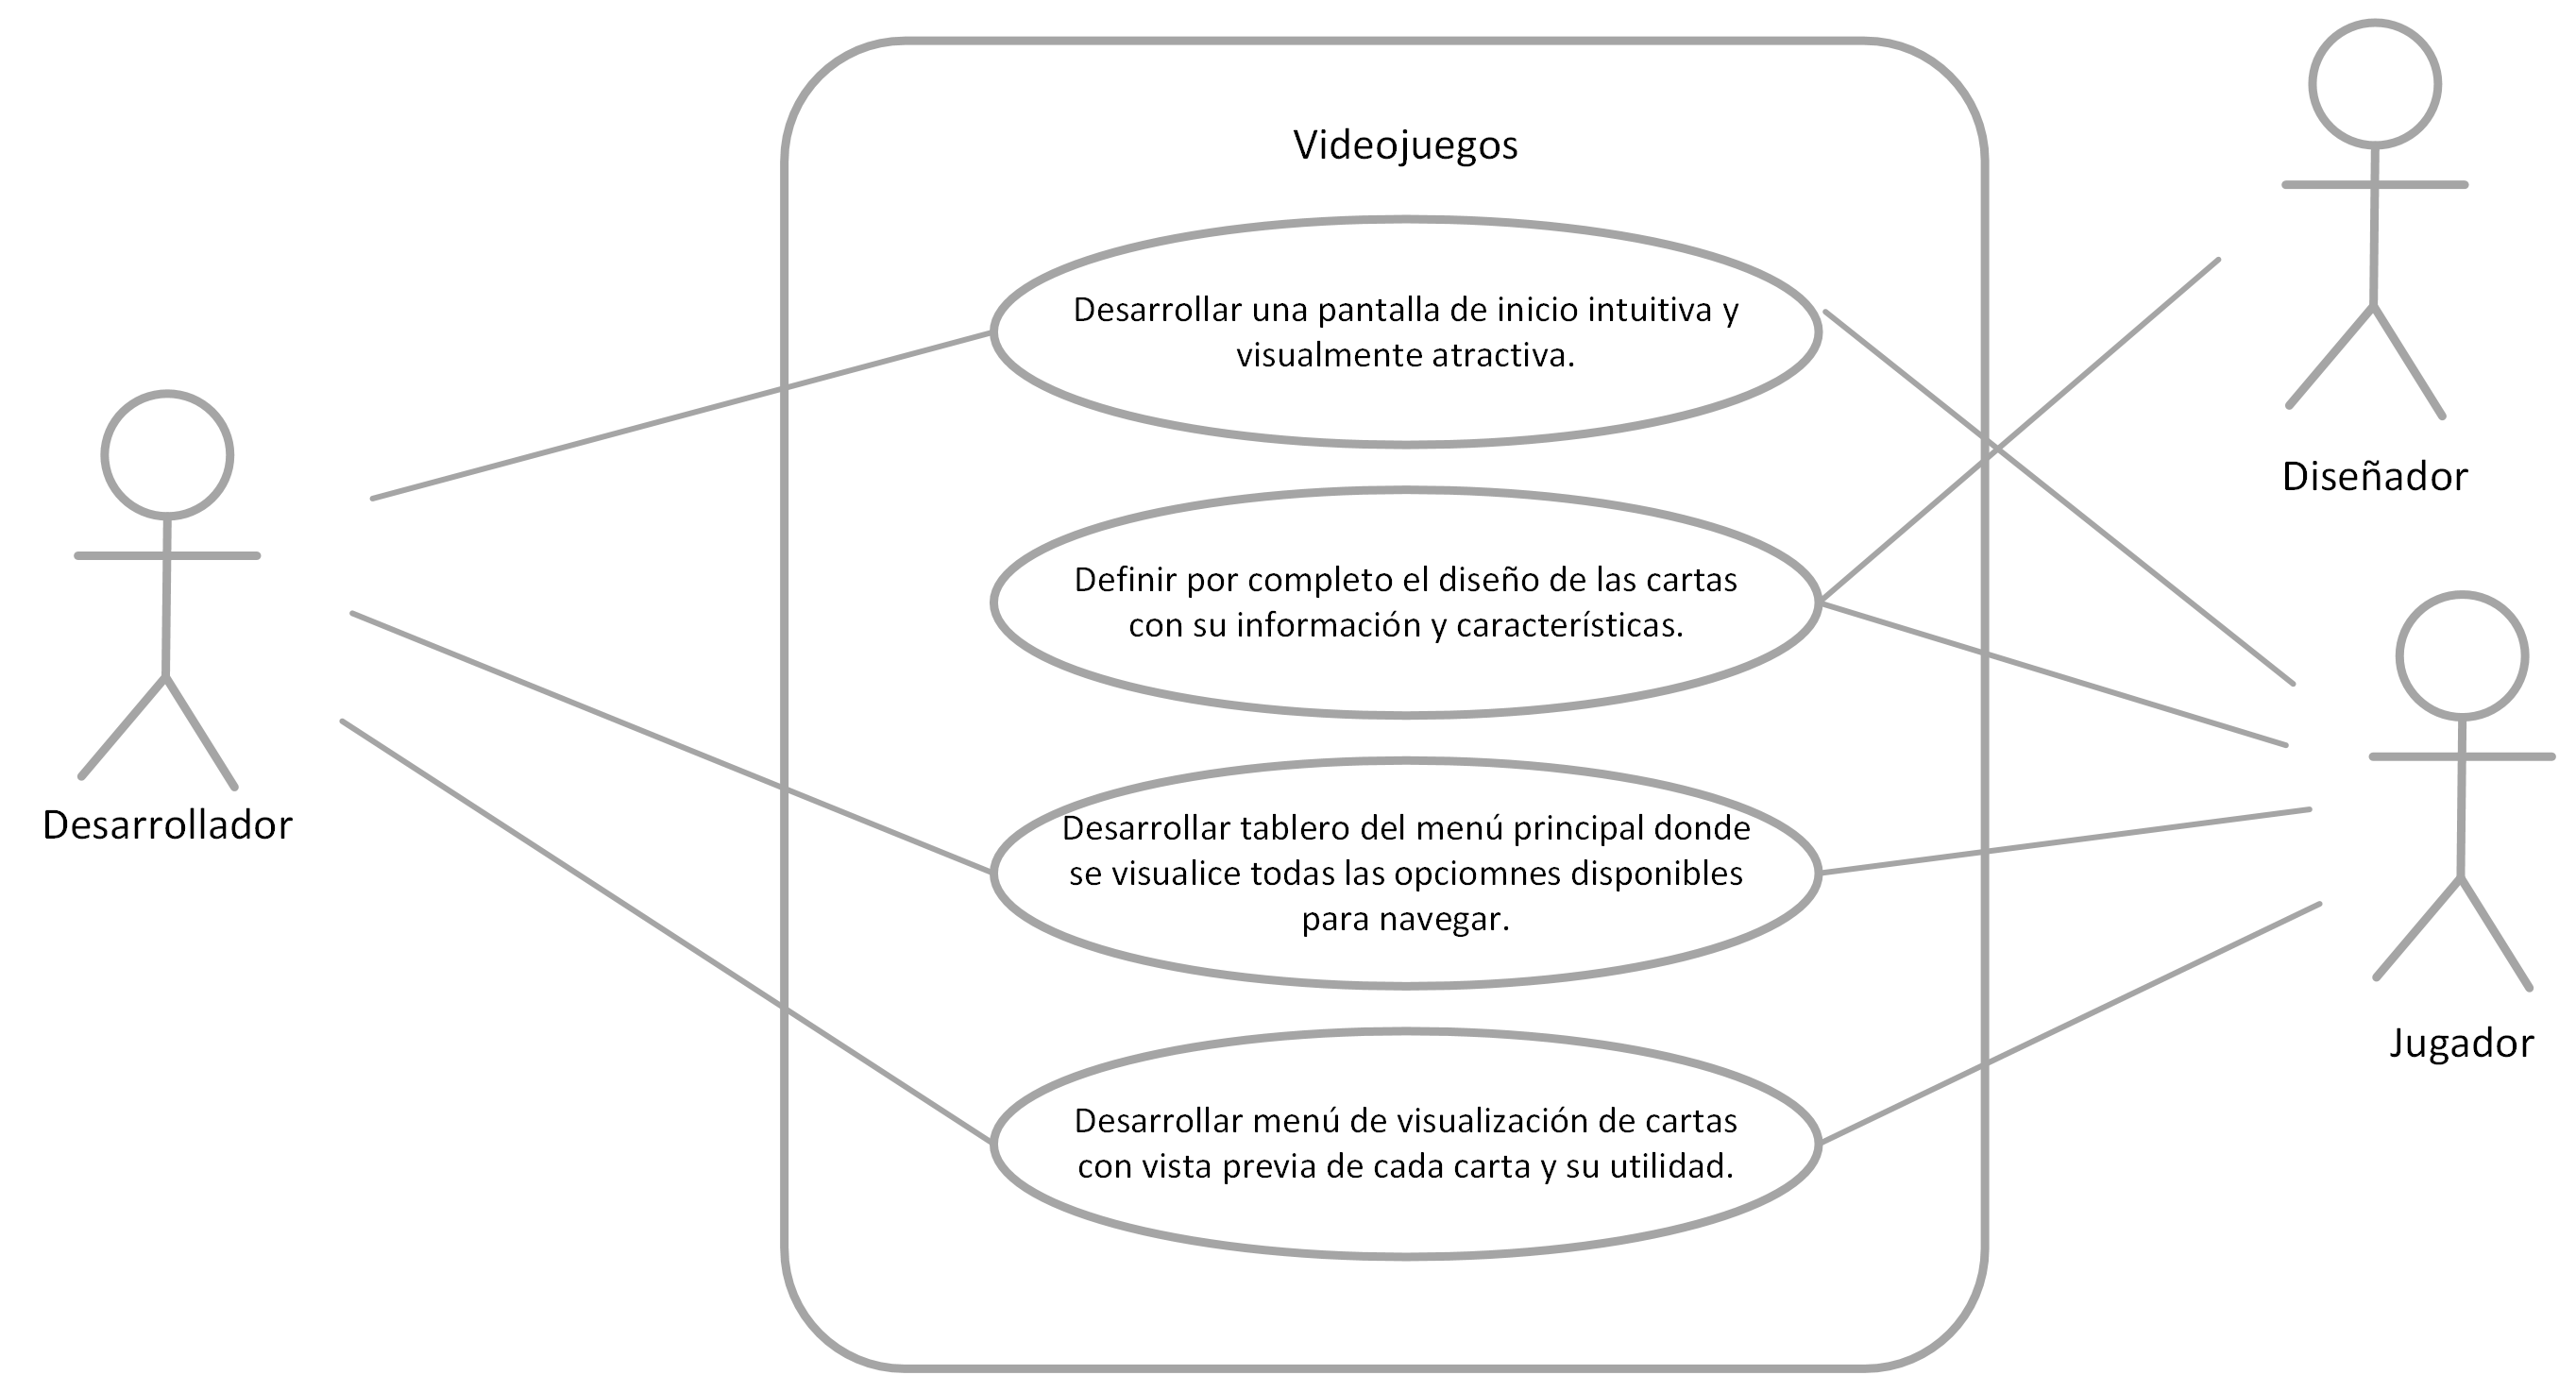 Videojuegos
Desarrollar una pantalla de inicio intuitiva y
visualmente atractiva.
Diseñador
Definir por completo el diseño de las cartas
con su información y características.
Desarrollador
Desarrollar tablero del menú principal donde
se visualice todas las opciomnes disponibles
para navegar.
Jugador
Desarrollar menú de visualización de cartas
con vista previa de cada carta y su utilidad.